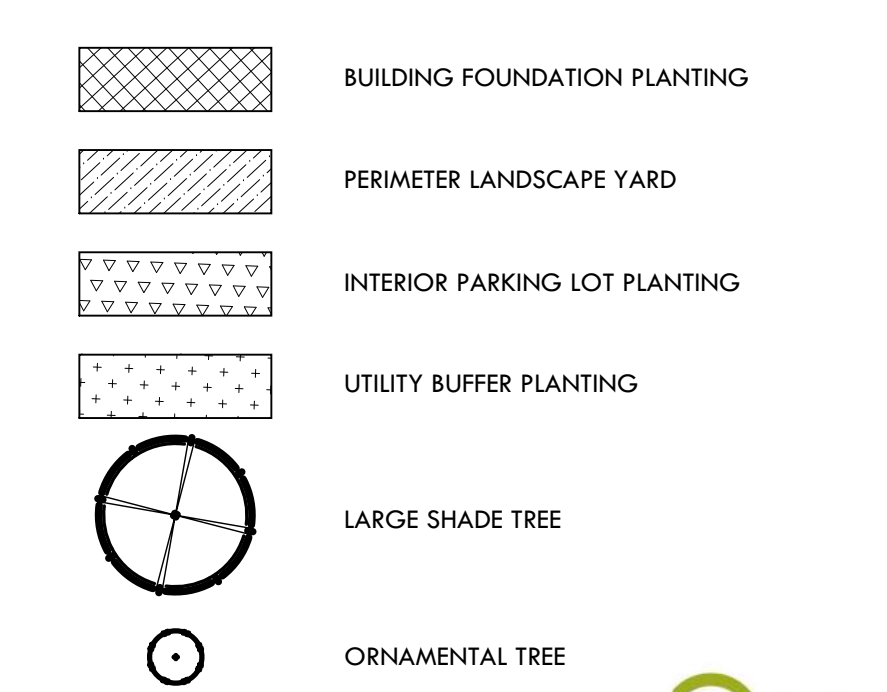 BUILDING FOUNDATION PLANTING
PERIMETER LANDSCAPE YARD
INTERIOR PARKING LOT PLANTING
UTILITY BUFFER PLANTING
LARGE SHADE TREE
ORNAMENTAL TREE